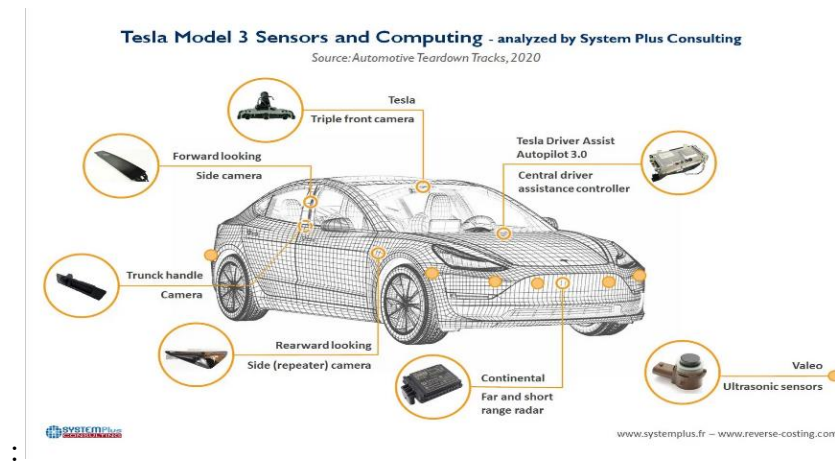 Tesla Model 3 Sensors and Computing - analyzed by System Plus Consulting
Source: Automotive Teardown Tracks, 2020
Tesla
Triple front camera
Forward looking
Side camera
Tesla Driver Assist
Autopilot 3.0
Central driver
assistance controller
Trunck handle
Camera
Rearward looking
Side (repeater) camera
Continental
Far and short
range radar
Valeo
Ultrasonic sensors
SYSTEMPlus
CONSULTING
www.systemplus.fr – www.reverse-costing.com
: